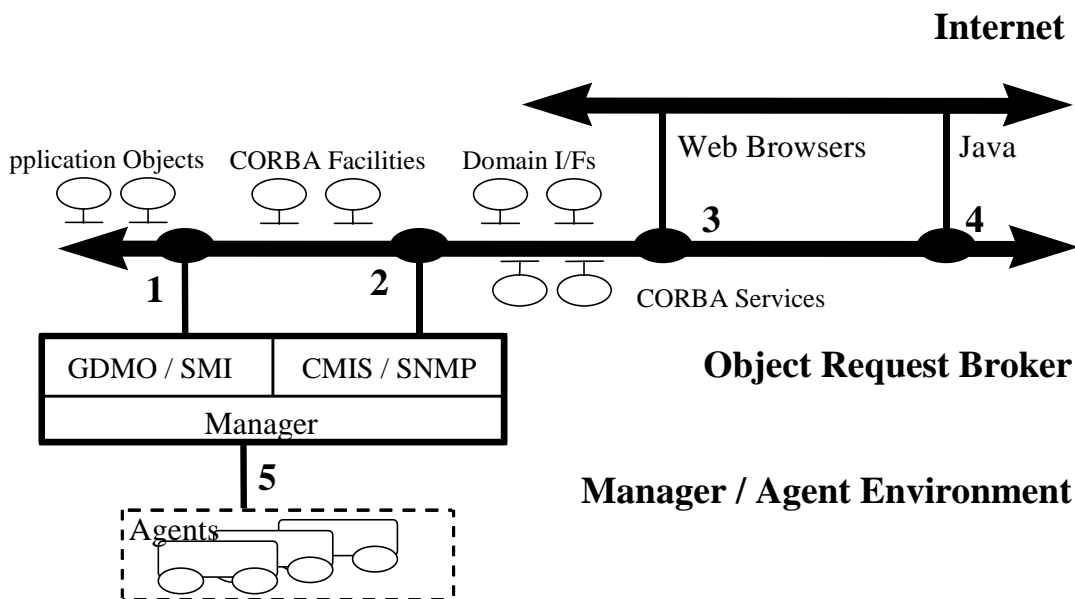 Internet
Web Browsers
Java
pplication Objects
CORBA Facilities
Domain I/Fs
3
4
1
2
CORBA Services
GDMO / SMI
CMIS / SNMP
Object Request Broker
Manager
5
Manager / Agent Environment
Agents